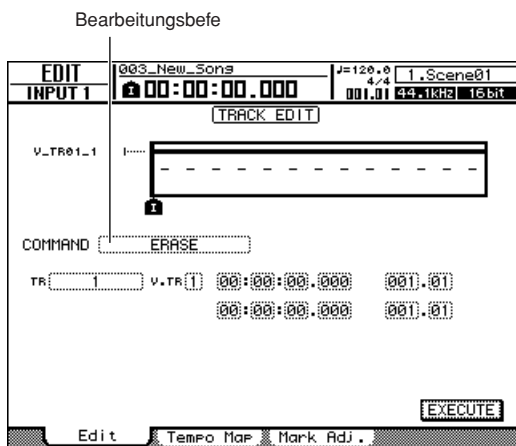 Bearbeitungsbefe
EDIT
INPUT 1
003_New_Song
00:00:00.000
♩=120.0
4/4
001.01
1.Scene01
44.1kHz 16bit
TRACK EDIT
V_TR01_1
I
I
COMMAND ERASE
TR 1 V.TR 1 00:00:00.000 001.01
00:00:00.000 001.01
EXECUTE
Edit Tempo Map Mark Adj.